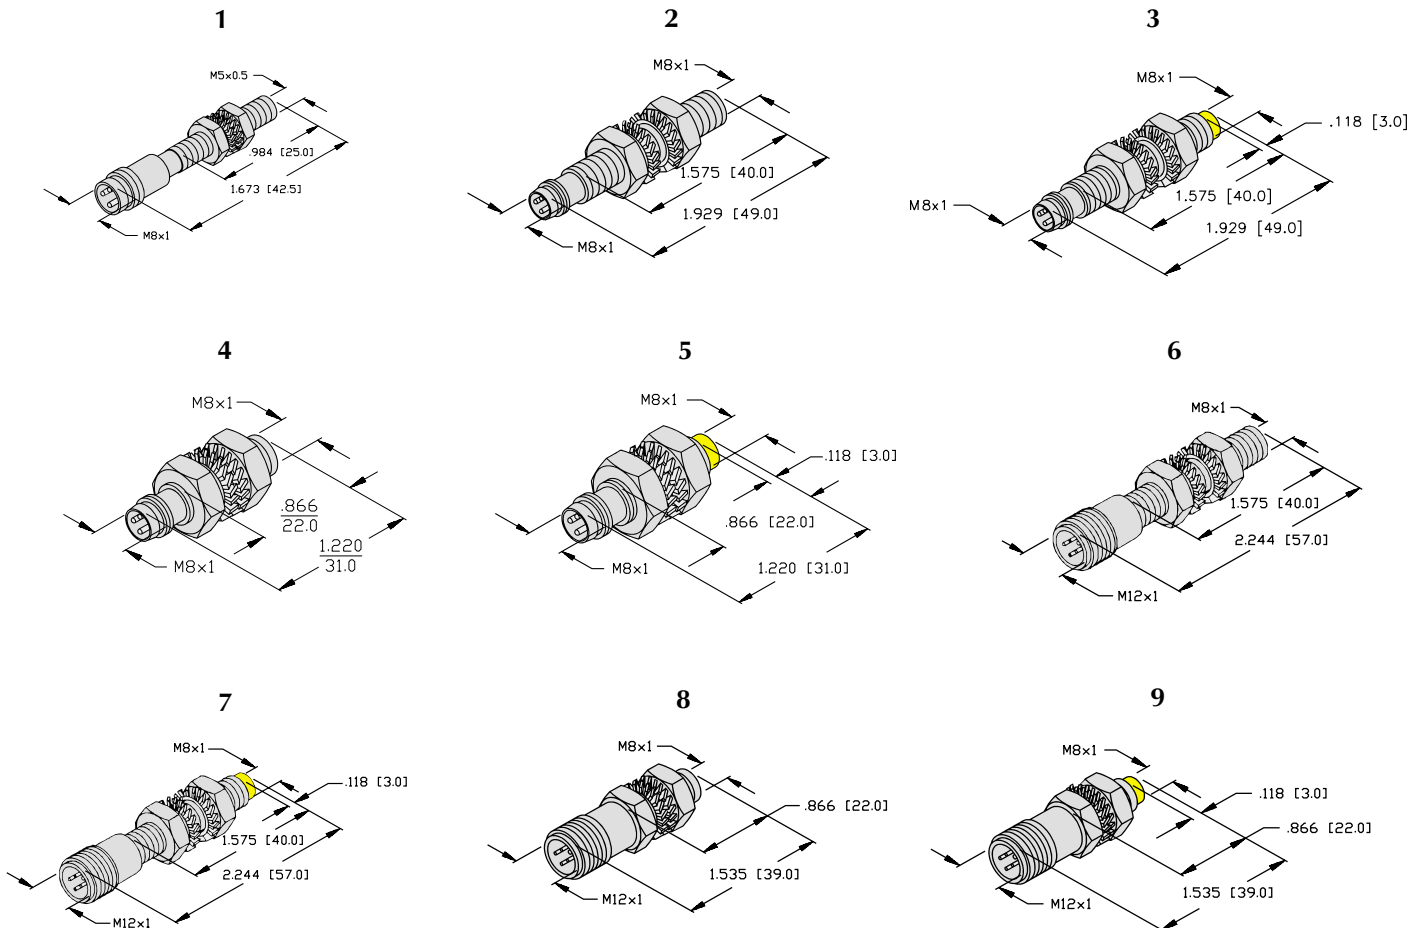 1
M5x0.5
.984 [25.0]
1.673 [42.5]
M8x1
2
M8x1
1.575 [40.0]
1.929 [49.0]
M8x1
3
M8x1
.118 [3.0]
1.575 [40.0]
M8x1
1.929 [49.0]
4
M8x1
.866
22.0
1.220
31.0
M8x1
5
M8x1
.118 [3.0]
.866 [22.0]
1.220 [31.0]
M8x1
6
M8x1
1.575 [40.0]
2.244 [57.0]
M12x1
7
M8x1
.118 [3.0]
1.575 [40.0]
2.244 [57.0]
M12x1
8
M8x1
.866 [22.0]
1.535 [39.0]
M12x1
9
M8x1
.118 [3.0]
.866 [22.0]
1.535 [39.0]
M12x1